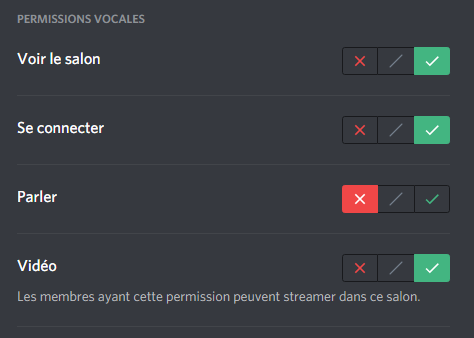 PERMISSIONS VOCALES
Voir le salon
Se connecter
Parler
Vidéo
Les membres ayant cette permission peuvent streamer dans ce salon.